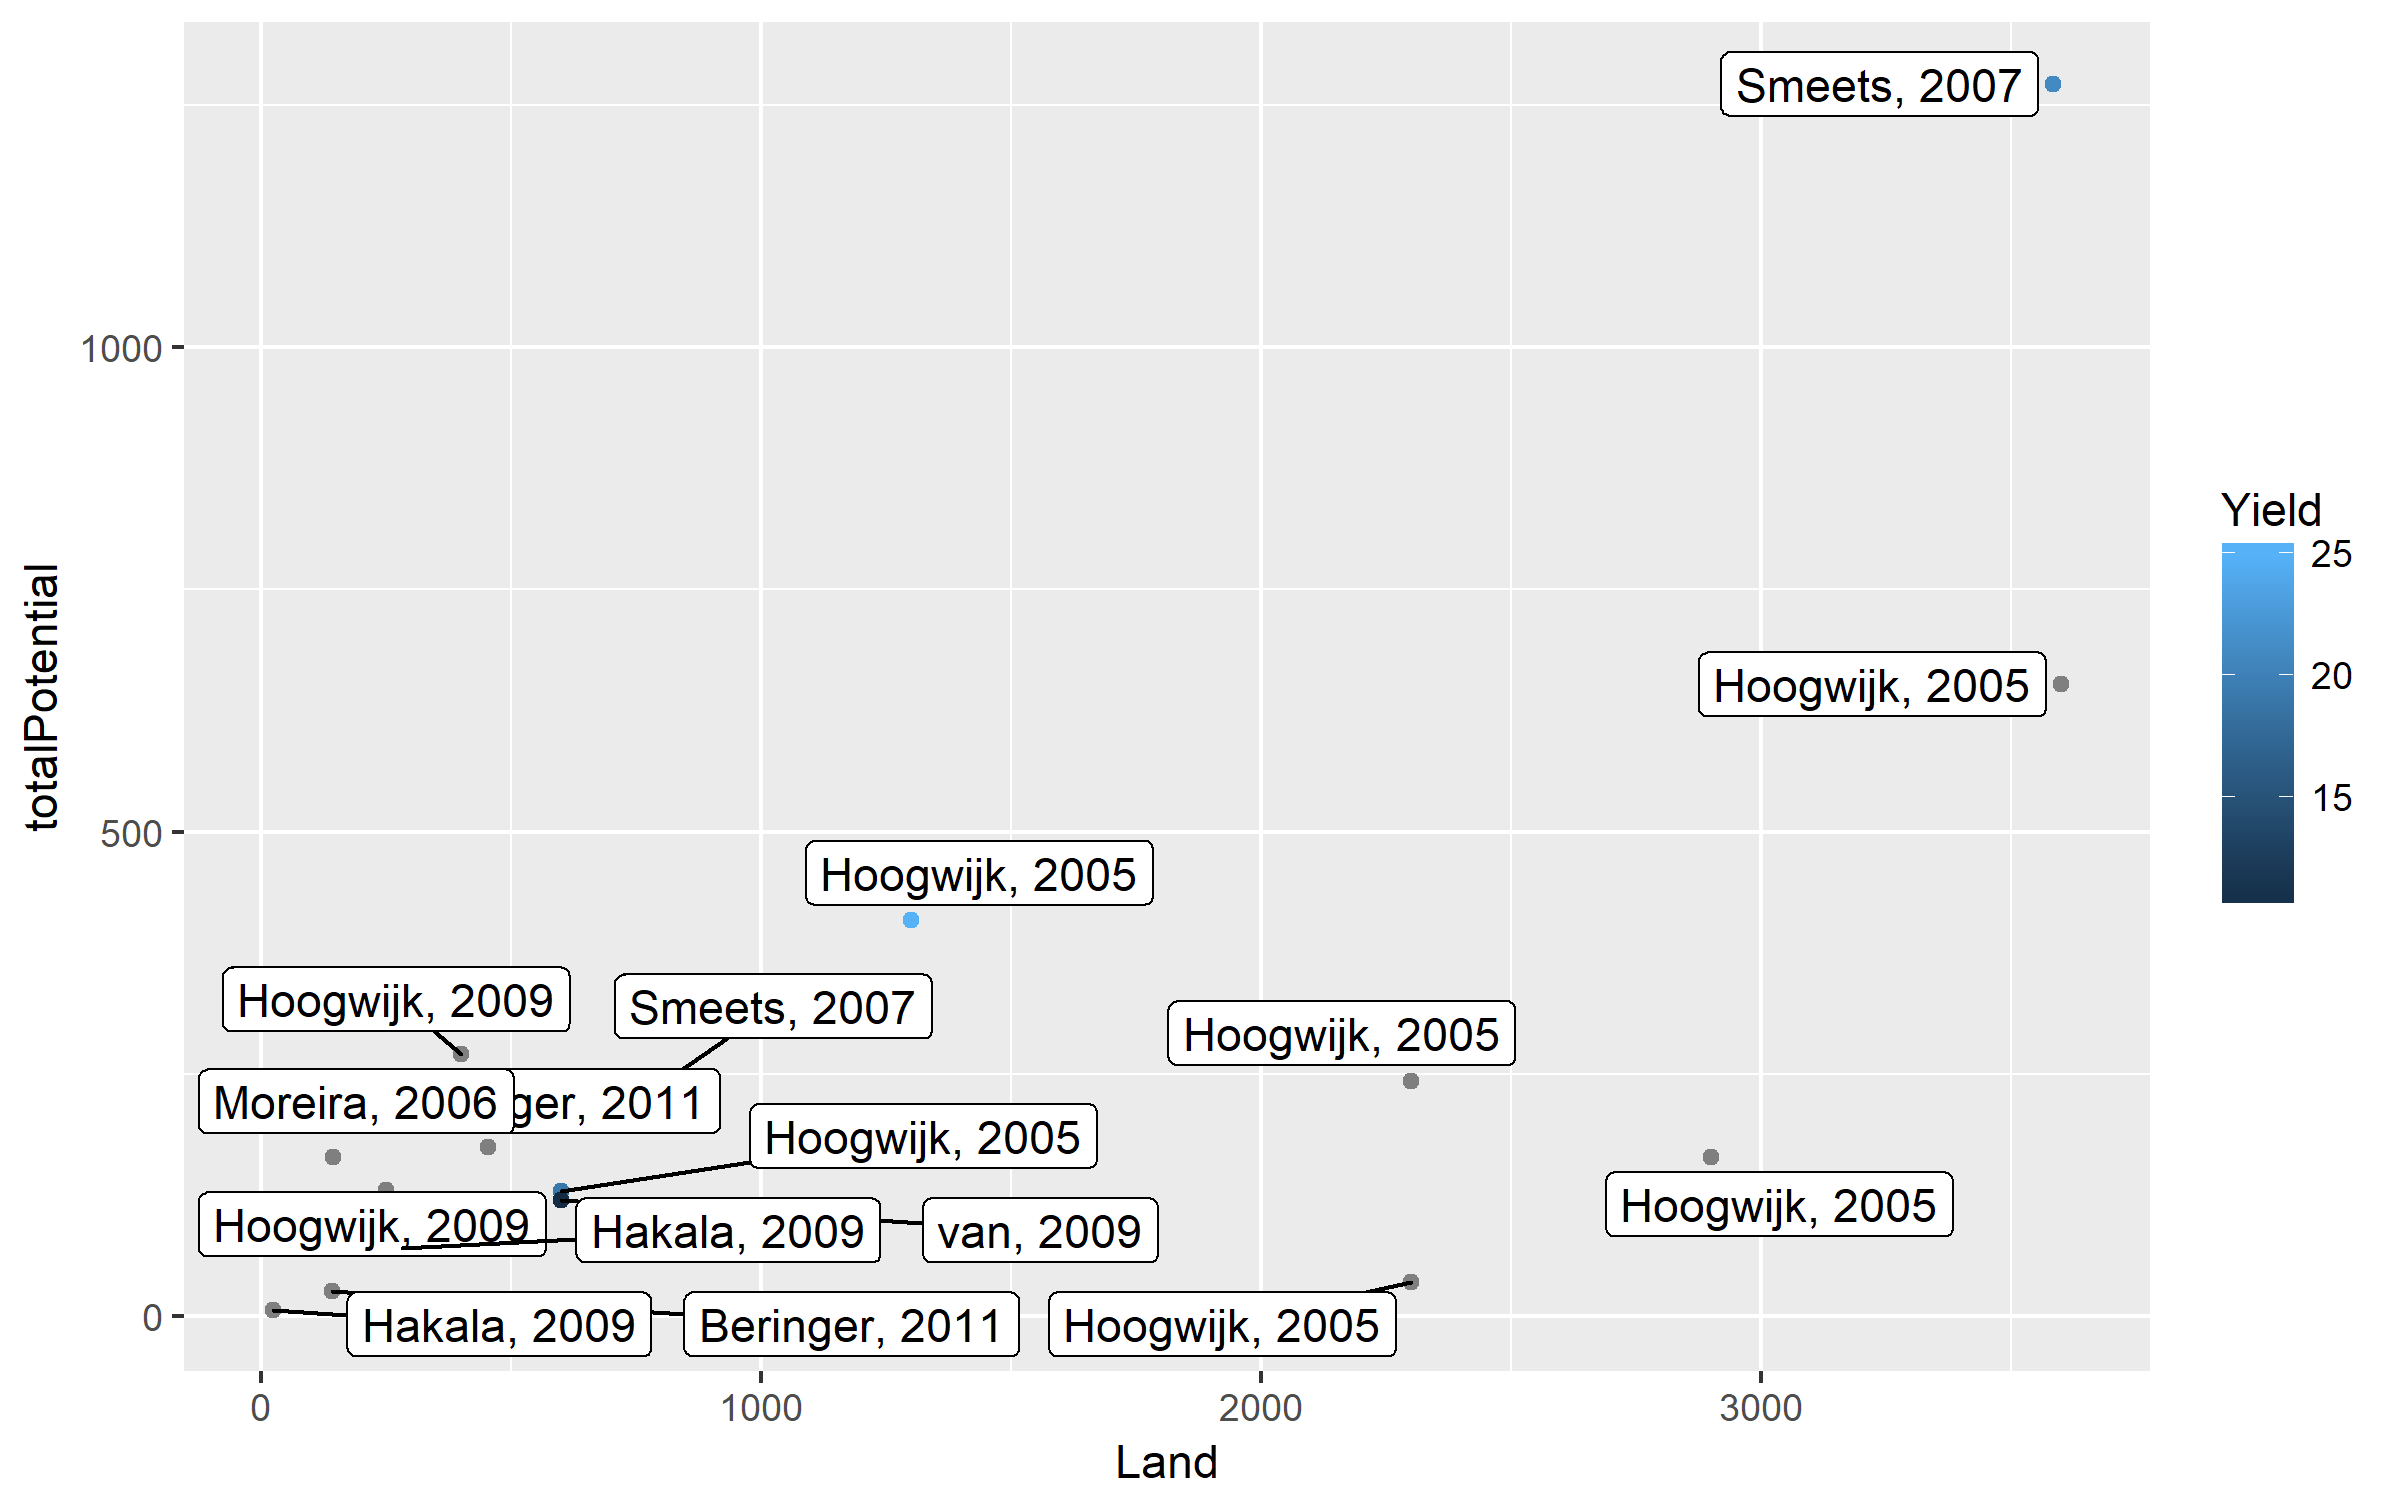 Smeets, 2007
1000
Hoogwijk, 2005
500
Hoogwijk, 2005
Hoogwijk, 2009
Smeets, 2007
Hoogwijk, 2005
Moreira, 2006
ger, 2011
Hoogwijk, 2005
Hoogwijk, 2005
Hoogwijk, 2009
Hakala, 2009
van, 2009
0
Hakala, 2009
Beringer, 2011
Hoogwijk, 2005
0 1000 2000 3000
Land
totalPotential
Yield
25
20
15